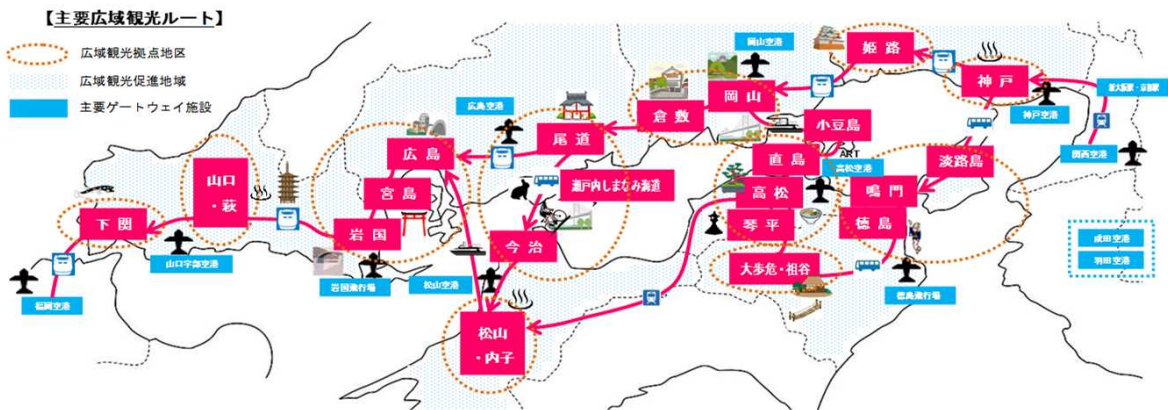 【主要広域観光ルート】
広域観光拠点地区
広域観光促進地域
主要ゲートウェイ施設
岡山空港
姫路
神戸
新大阪駅・京都駅
神戸空港
関西空港
岡山
倉敷
小豆島
広島空港
尾道
広島
直島
ART
高松空港
淡路島
鳴門
高松
瀬戸内しまなみ海道
宮島
山口
・萩
下関
岩国
今治
琴平
徳島
大歩危・祖谷
成田空港
羽田空港
山口宇部空港
岩国飛行場
松山空港
徳島飛行場
福岡空港
松山
・内子